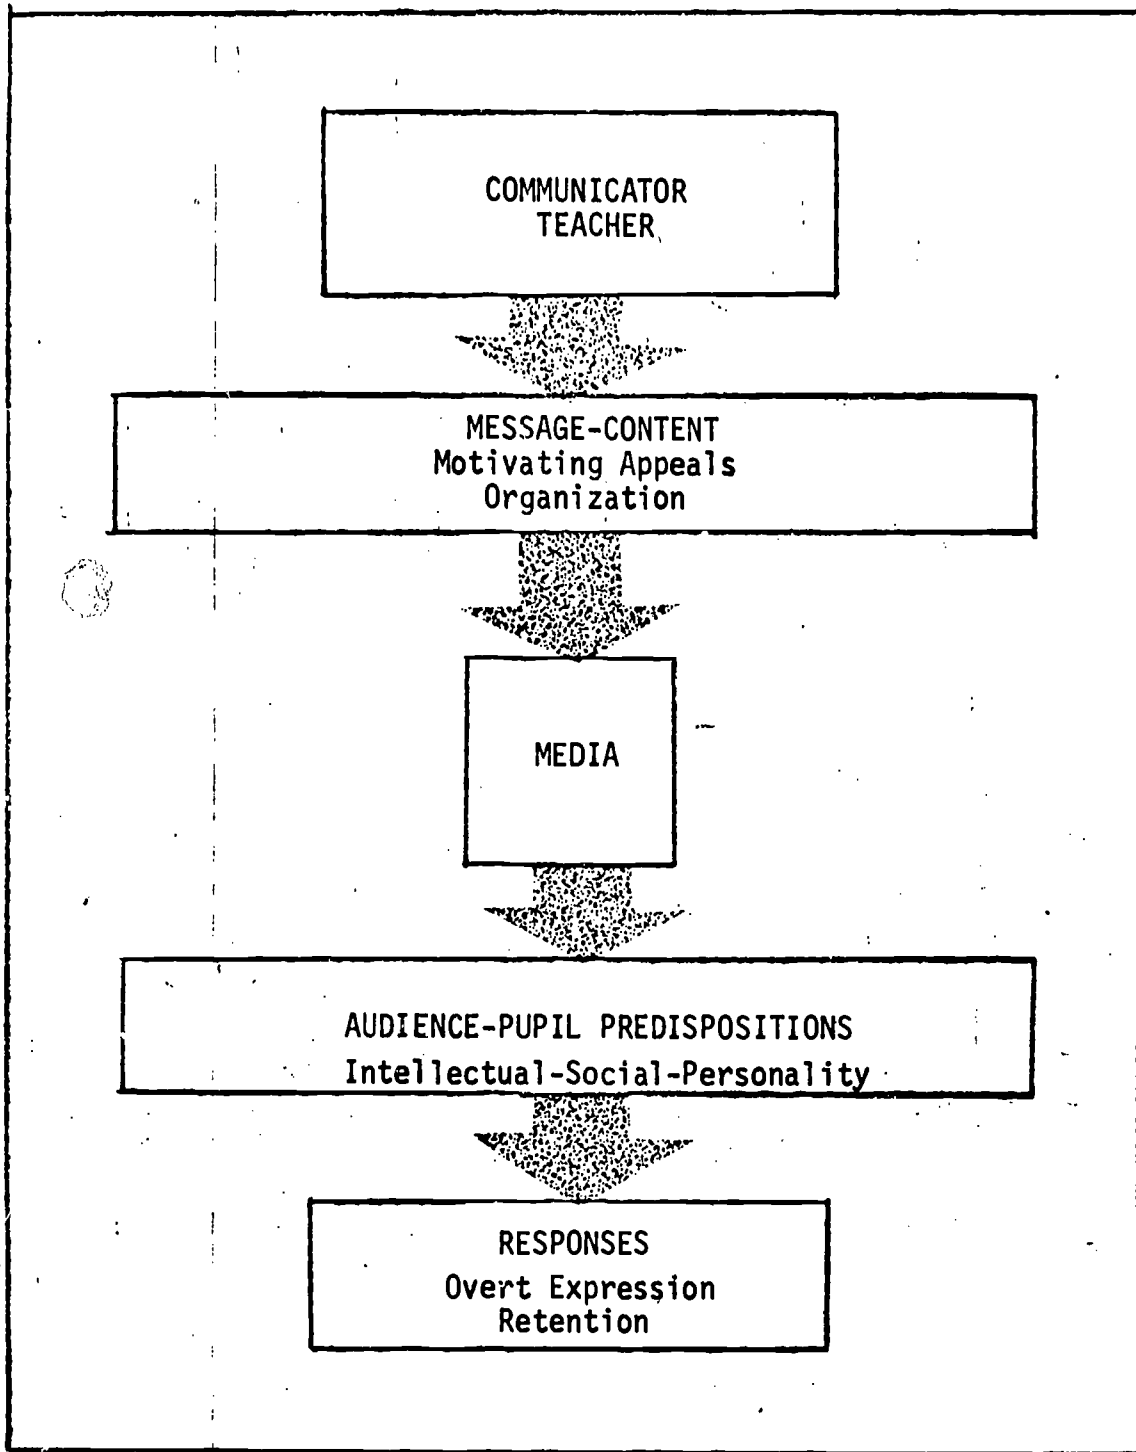 COMMUNICATOR
TEACHER
MESSAGE-CONTENT
Motivating Appeals
Organization
MEDIA
AUDIENCE-PUPIL PREDISPOSITIONS
Intellectual-Social-Personality
RESPONSES
Overt Expression
Retention